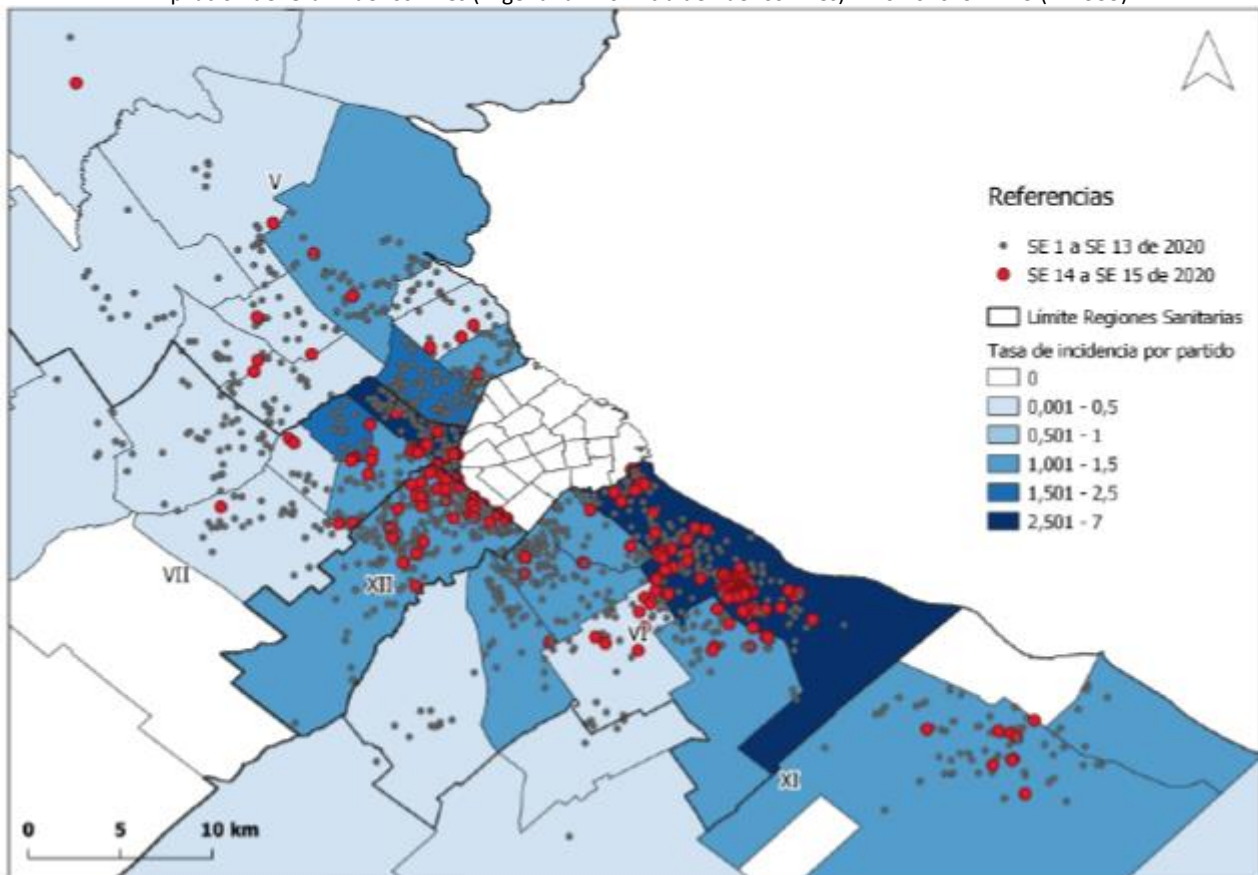 V
Referencias
SE 1 a SE 13 de 2020
SE 14 a SE 15 de 2020
Límite Regiones Sanitarias
Tasa de incidencia por partido
0
0,001 - 0,5
0,501 - 1
1,001 - 1,5
1,501 - 2,5
2,501 - 7
VII
XII
VI
XI
0 5 10 km